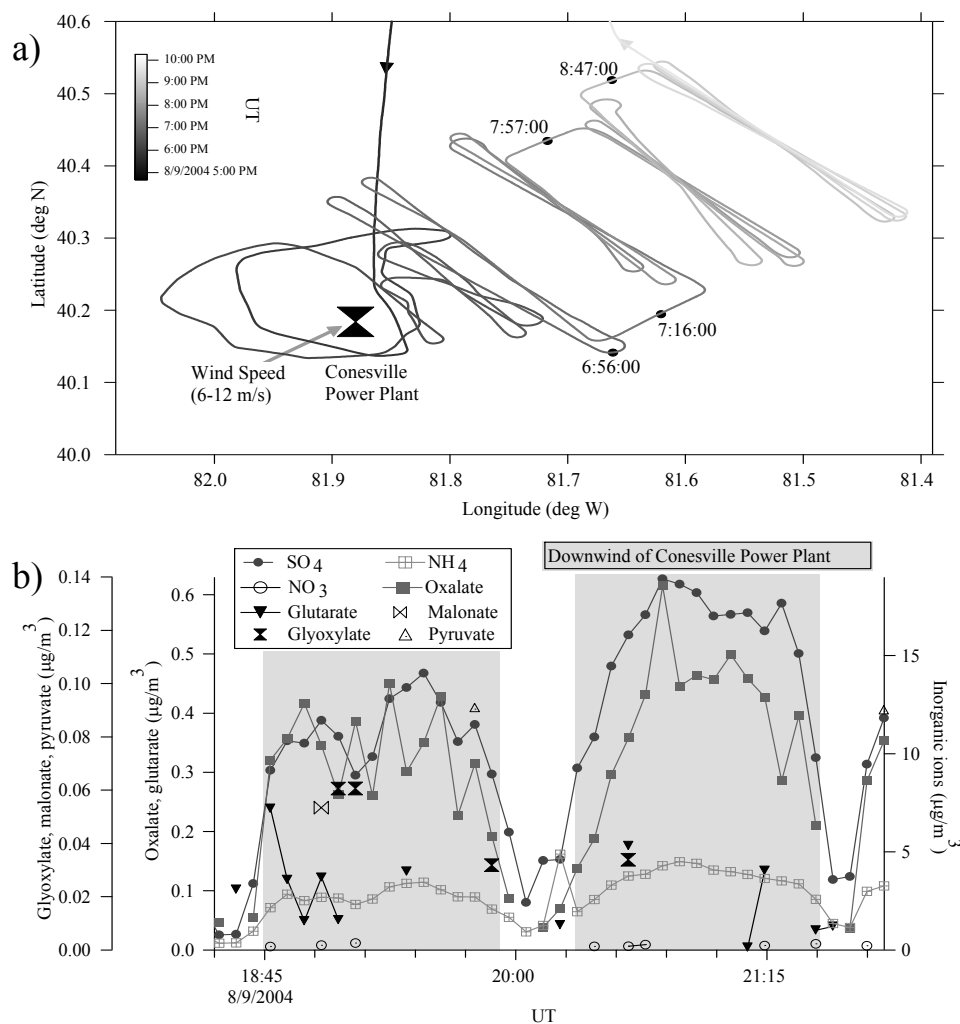 a)
40.6
40.5
40.4
40.3
40.2
40.1
40.0
Latitude (deg N)
10:00 PM
9:00 PM
8:00 PM
7:00 PM
6:00 PM
8/9/2004 5:00 PM
UT
8:47:00
7:57:00
7:16:00
6:56:00
Wind Speed
(6-12 m/s)
Conesville
Power Plant
82.0
81.9
81.8
81.7
81.6
81.5
81.4
Longitude (deg W)
b)
SO4
NH4
NO3
Oxalate
Glutarate
Malonate
Glyoxylate
Pyruvate
Downwind of Conesville Power Plant
0.14
0.12
0.10
0.08
0.06
0.04
0.02
0.00
Glyoxylate, malonate, pyruvate (µg/m3)
0.6
0.5
0.4
0.3
0.2
0.1
0.0
Oxalate, glutarate (µg/m3)
15
10
5
0
Inorganic ions (µg/m3)
18:45
8/9/2004
20:00
21:15
UT